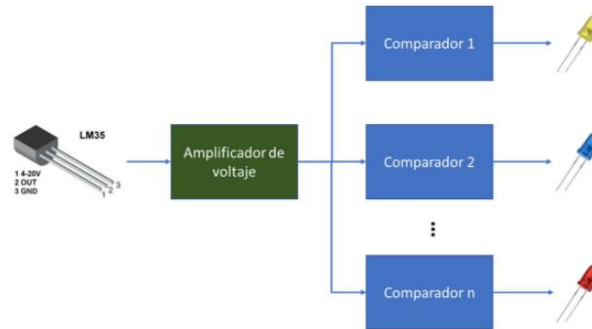 LM35
1 4-20V
2 OUT
3 GND
1 2 3
Amplificador de
voltaje
Comparador 1
Comparador 2
Comparador n